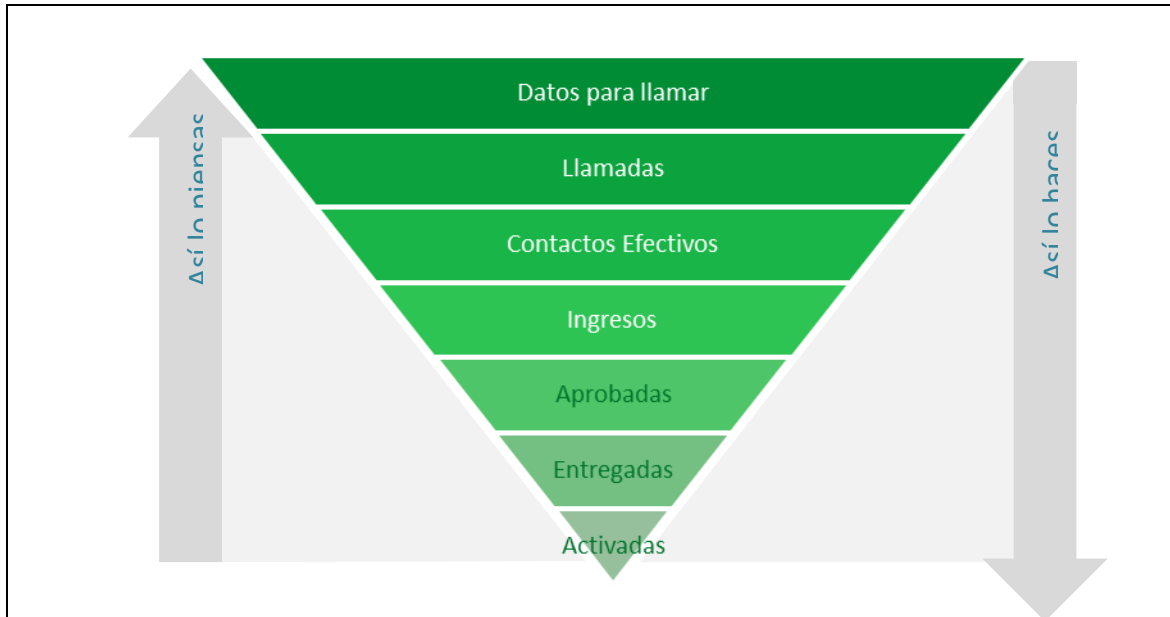 Datos para llamar
Llamadas
Contactos Efectivos
Ingresos
Aprobadas
Entregadas
Activadas
Así lo piensas
Así lo haces